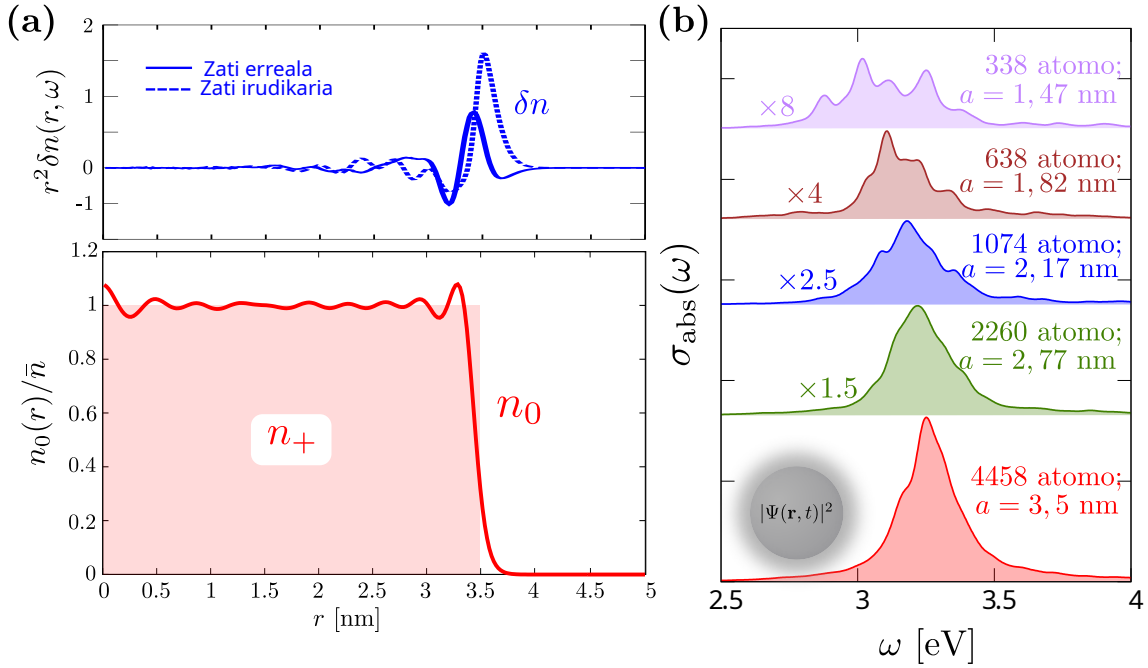 (a)
2
1
0
-1
r²δn(r, ω)
Zati erreala
Zati irudikaria
δn
1.2
1
0.8
0.6
0.4
0.2
0
n₀(r)/n̄
n₊
n₀
0 0.5 1 1.5 2 2.5 3 3.5 4 4.5 5
r [nm]
(b)
σabs(ω)
338 atomo;
a = 1, 47 nm
×8
638 atomo;
a = 1, 82 nm
×4
1074 atomo;
a = 2, 17 nm
×2.5
2260 atomo;
a = 2, 77 nm
×1.5
4458 atomo;
a = 3, 5 nm
|Ψ(r, t)|²
2.5 3 3.5 4
ω [eV]